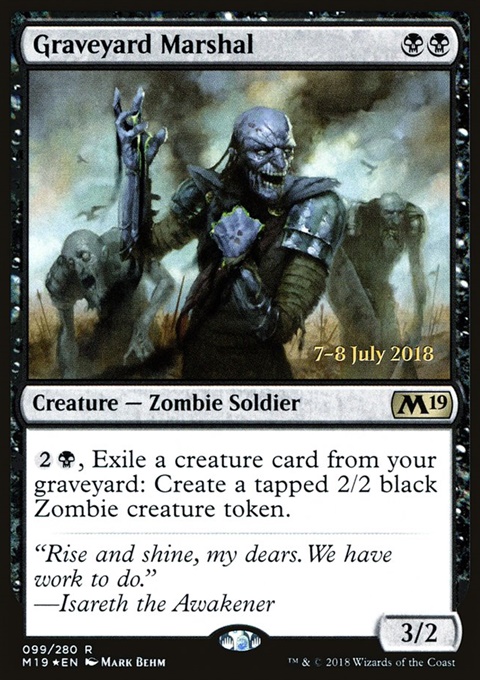 Graveyard Marshal
7–8 July 2018
Creature — Zombie Soldier
M19
2, Exile a creature card from your
graveyard: Create a tapped 2/2 black
Zombie creature token.
“Rise and shine, my dears. We have
work to do.”
—Isareth the Awakener
3/2
099/280 R
M19 ★ EN Mark Behm
™ & © 2018 Wizards of the Coast